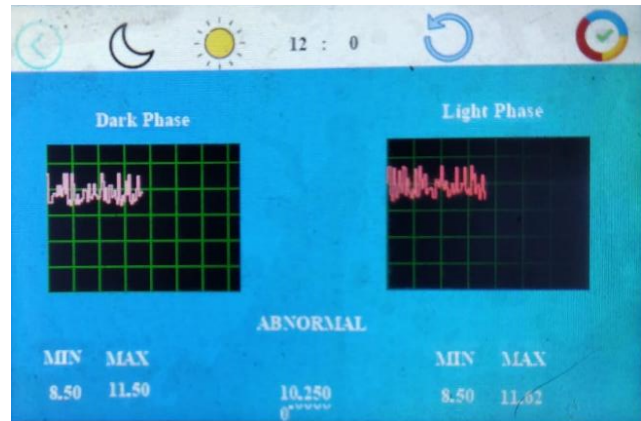 12 : 0
Dark Phase
Light Phase
ABNORMAL
MIN MAX
MIN MAX
8.50 11.50
10.250
8.50 11.62